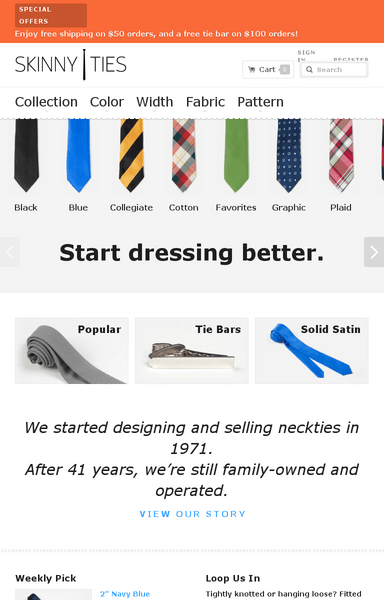 SPECIAL
OFFERS
Enjoy free shipping on $50 orders, and a free tie bar on $100 orders!
SKINNY TIES
SIGN
IN
REGISTER
Cart 0
Search
Collection Color Width Fabric Pattern
Black Blue Collegiate Cotton Favorites Graphic Plaid
Start dressing better.
Popular
Tie Bars
Solid Satin
We started designing and selling neckties in
1971.
After 41 years, we’re still family-owned and
operated.
VIEW OUR STORY
Weekly Pick
2” Navy Blue
Loop Us In
Tightly knotted or hanging loose? Fitted